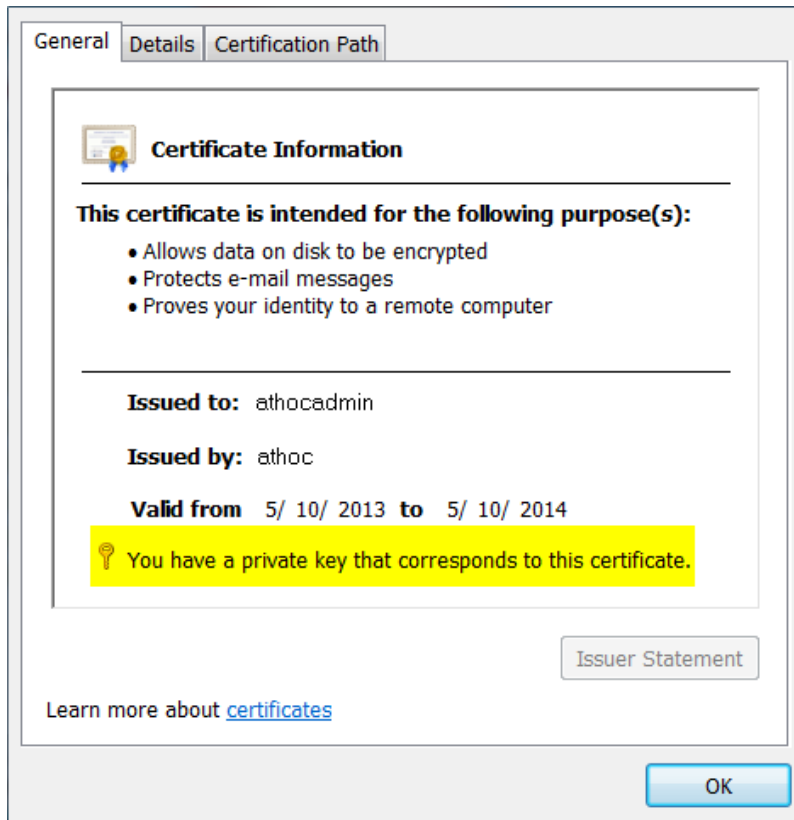 General
Details
Certification Path
Certificate Information
This certificate is intended for the following purpose(s):
• Allows data on disk to be encrypted
• Protects e-mail messages
• Proves your identity to a remote computer
Issued to: athocadmin
Issued by: athoc
Valid from 5/ 10/ 2013 to 5/ 10/ 2014
You have a private key that corresponds to this certificate.
Issuer Statement
Learn more about certificates
OK